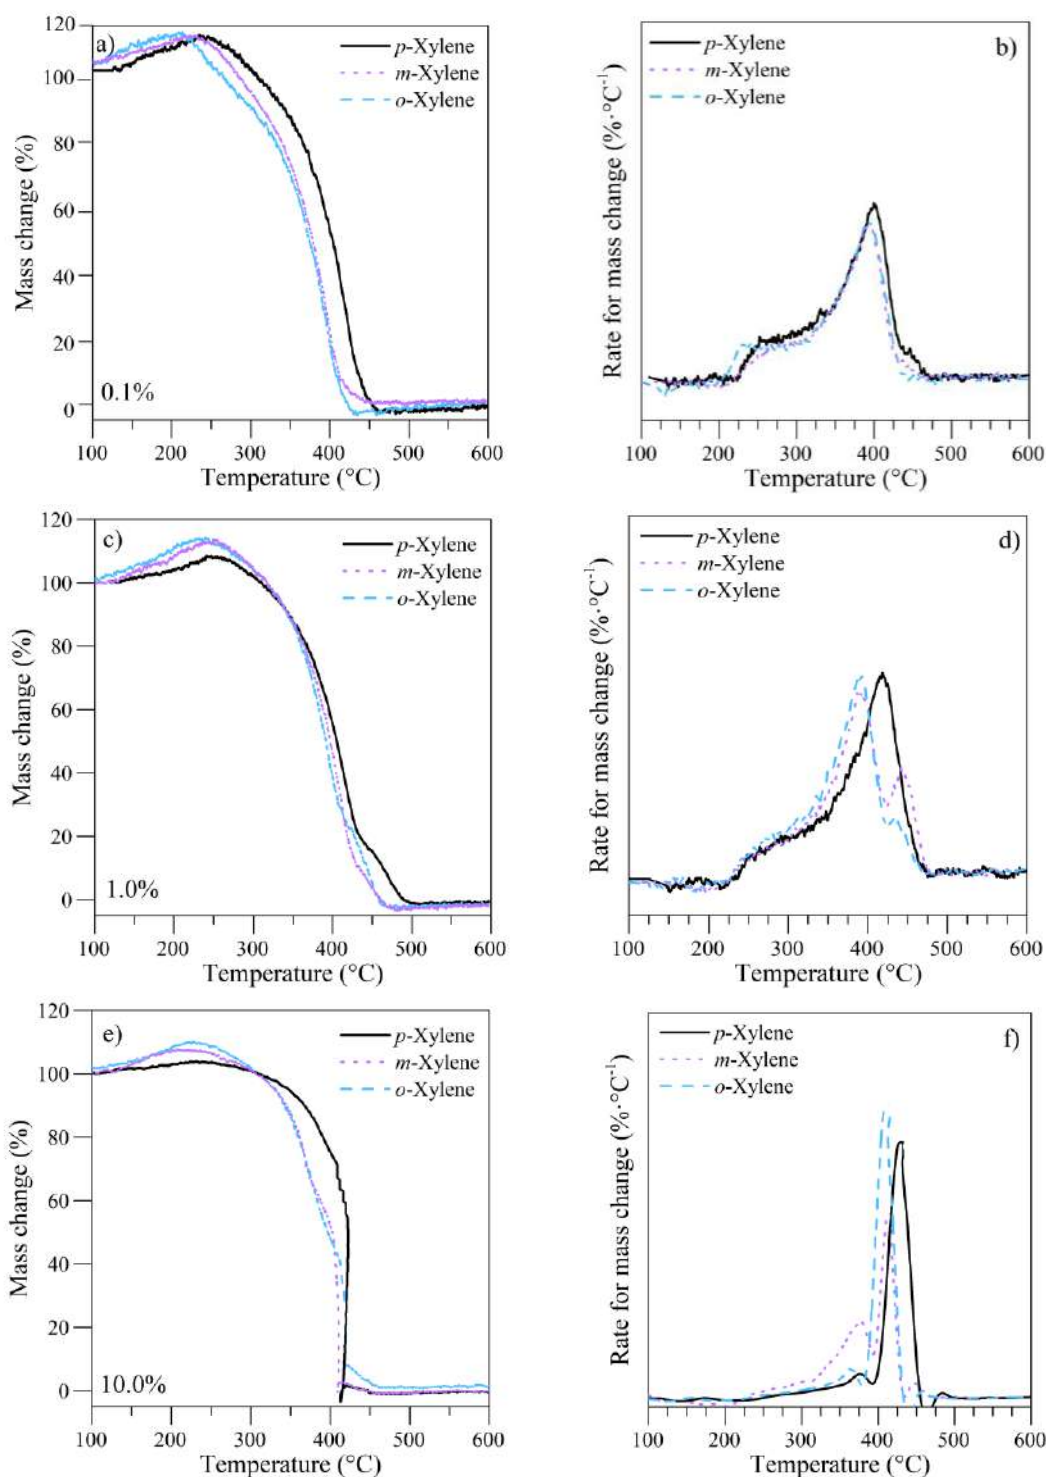 a)
p-Xylene
m-Xylene
o-Xylene
120
100
80
60
40
20
0
Mass change (%)
0.1%
100 200 300 400 500 600
Temperature (°C)
b)
p-Xylene
m-Xylene
o-Xylene
Rate for mass change (%·°C⁻¹)
100 200 300 400 500 600
Temperature (°C)
c)
p-Xylene
m-Xylene
o-Xylene
120
100
80
60
40
20
0
Mass change (%)
1.0%
100 200 300 400 500 600
Temperature (°C)
d)
p-Xylene
m-Xylene
o-Xylene
Rate for mass change (%·°C⁻¹)
100 200 300 400 500 600
Temperature (°C)
e)
p-Xylene
m-Xylene
o-Xylene
120
100
80
60
40
20
0
Mass change (%)
10.0%
100 200 300 400 500 600
Temperature (°C)
f)
p-Xylene
m-Xylene
o-Xylene
Rate for mass change (%·°C⁻¹)
100 200 300 400 500 600
Temperature (°C)